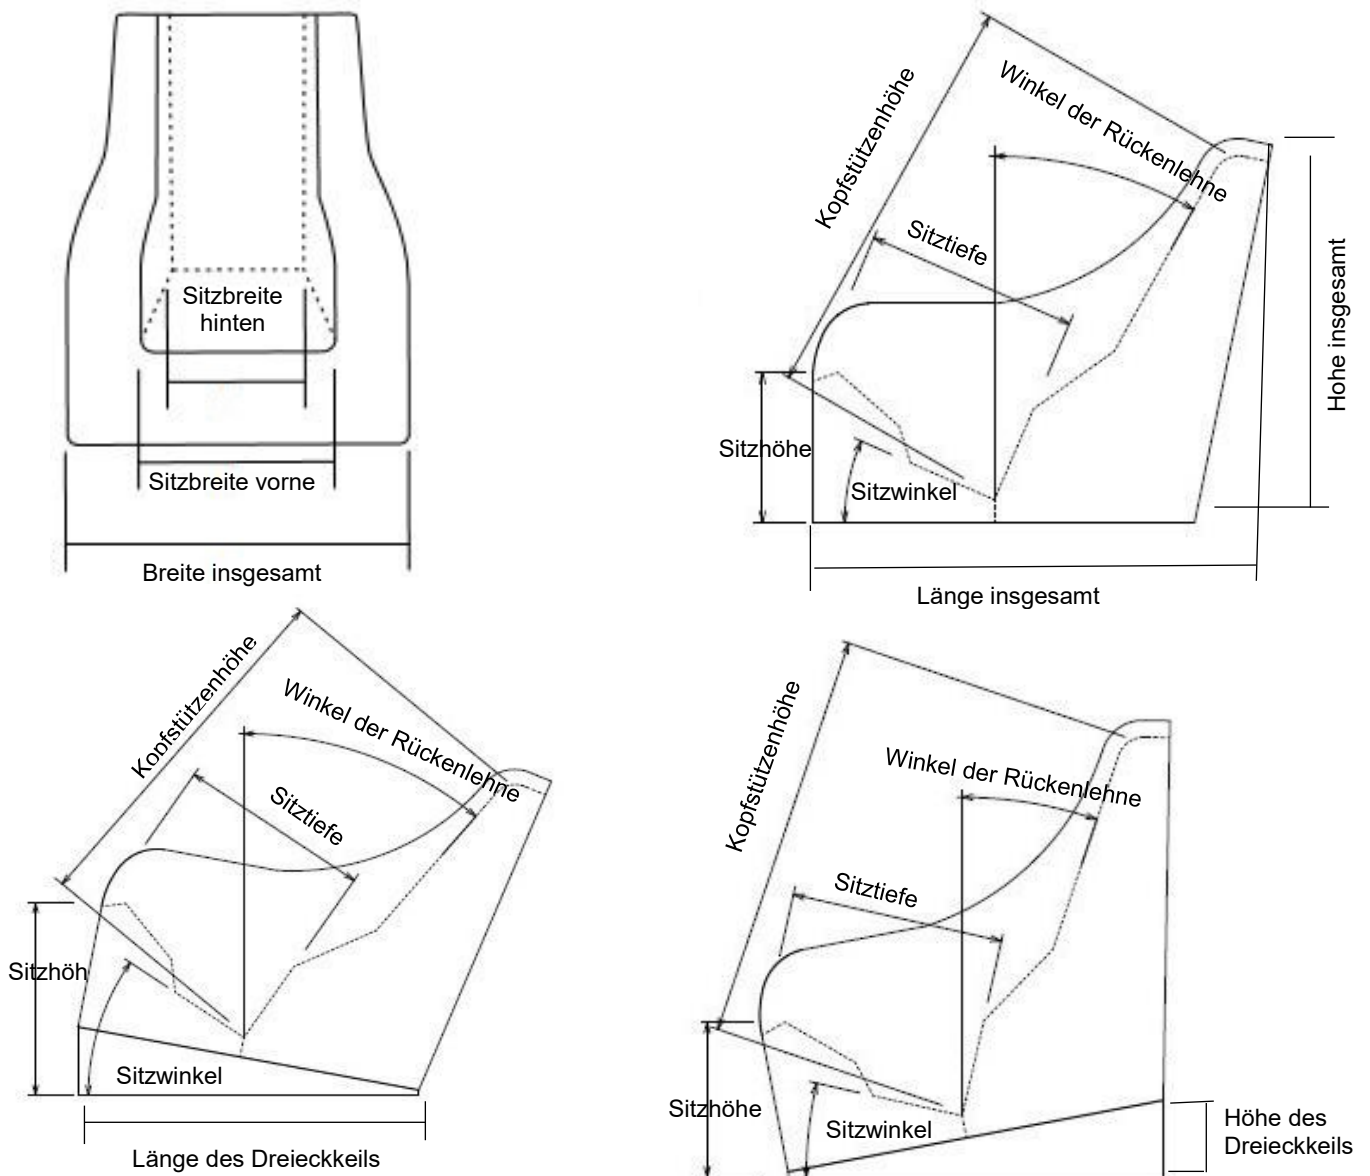 Sitzbreite
hinten
Sitzbreite vorne
Breite insgesamt
Kopfstützenhöhe
Winkel der Rückenlehne
Sitztiefe
Hohe insgesamt
Sitzhöhe
Sitzwinkel
Länge insgesamt
Kopfstützenhöhe
Winkel der Rückenlehne
Sitztiefe
Sitzhöh
Sitzwinkel
Länge des Dreieckkeils
Kopfstützenhöhe
Winkel der Rückenlehne
Sitztiefe
Sitzhöhe
Sitzwinkel
Höhe des
Dreieckkeils